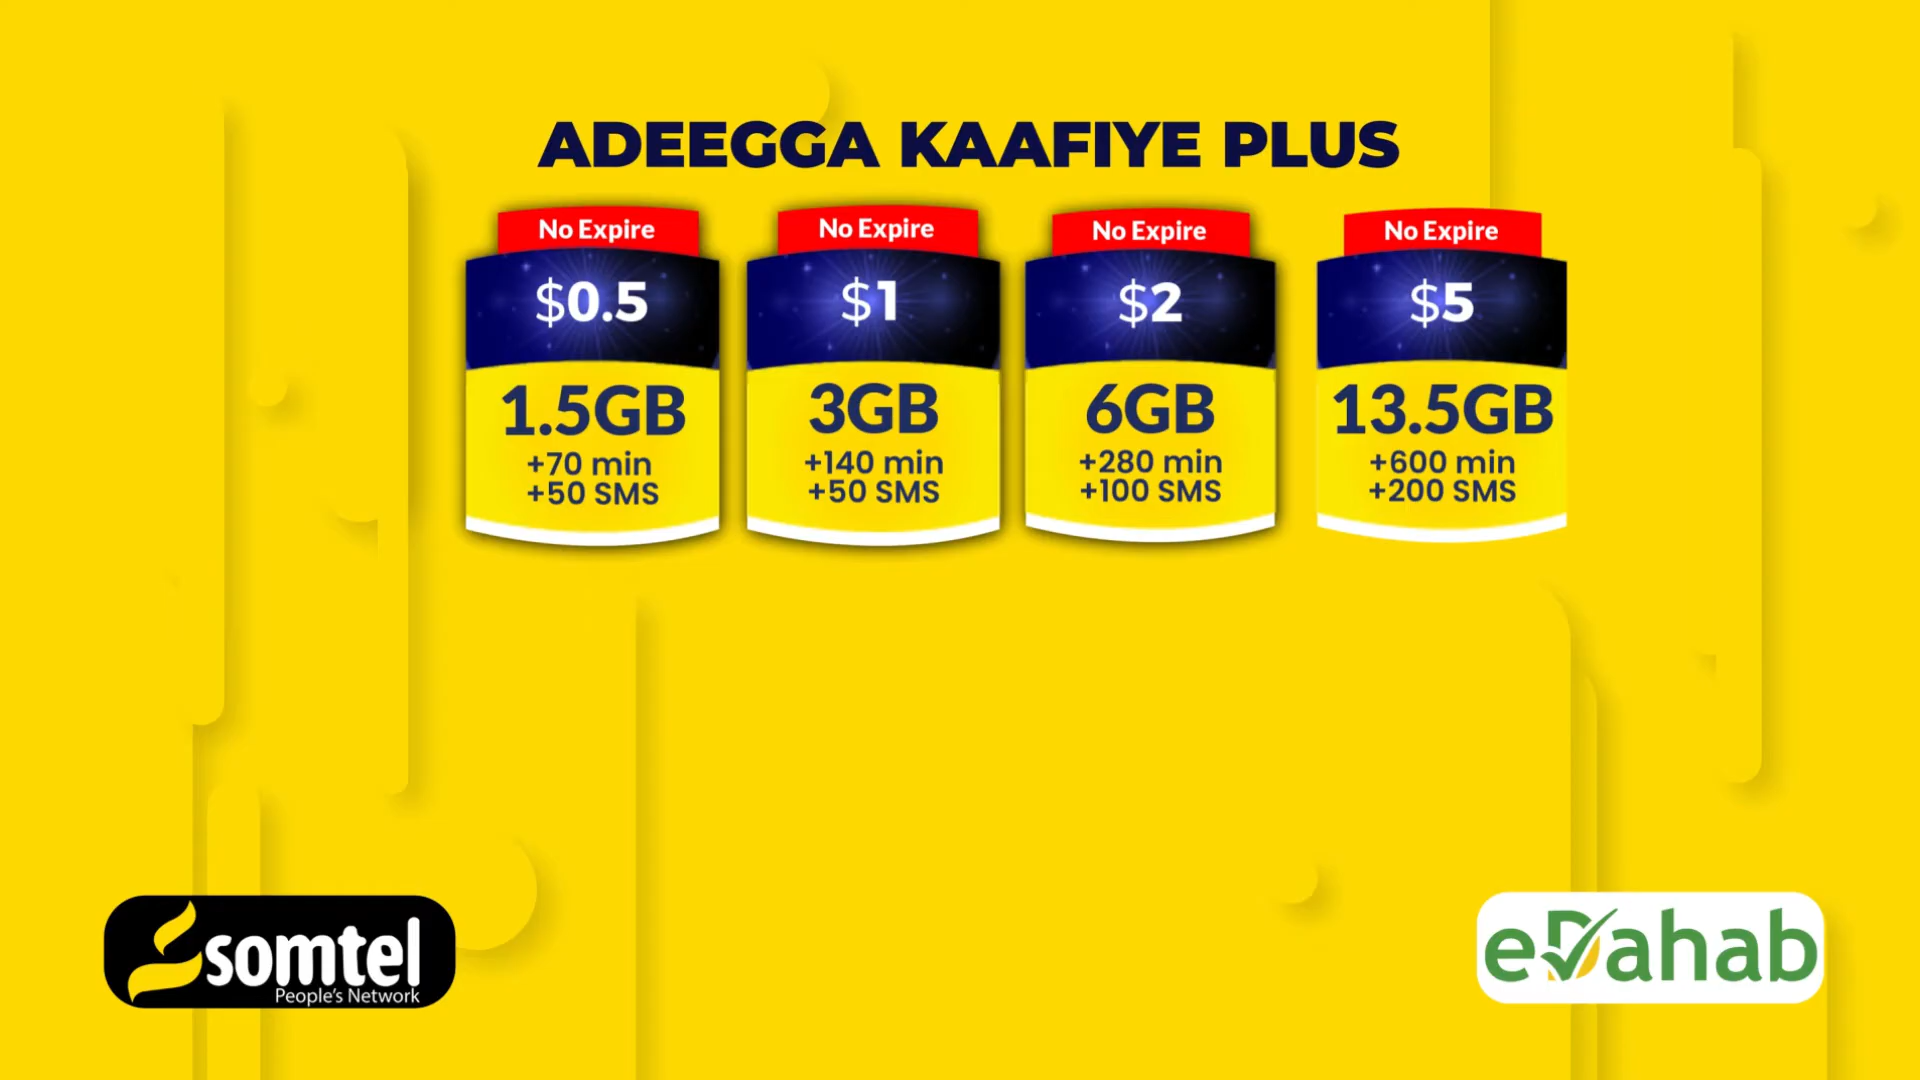 ADEEGGA KAAFIYE PLUS
No Expire
$0.5
1.5GB
+70 min
+50 SMS
No Expire
$1
3GB
+140 min
+50 SMS
No Expire
$2
6GB
+280 min
+100 SMS
No Expire
$5
13.5GB
+600 min
+200 SMS
somtel
People's Network
eDahab